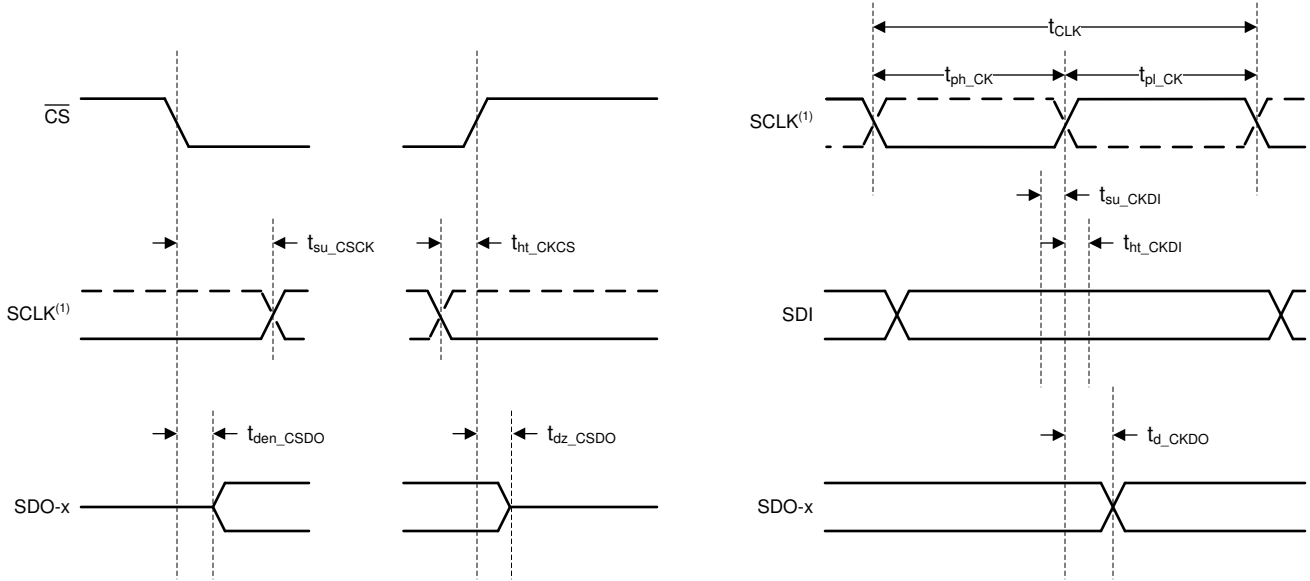 t_CLK
t_ph_CK t_pl_CK
CS SCLK(1)
t_su_CKDI
t_su_CSCK t_ht_CKCS t_ht_CKDI
SCLK(1) SDI
t_den_CSDO t_dz_CSDO t_d_CKDO
SDO-x SDO-x